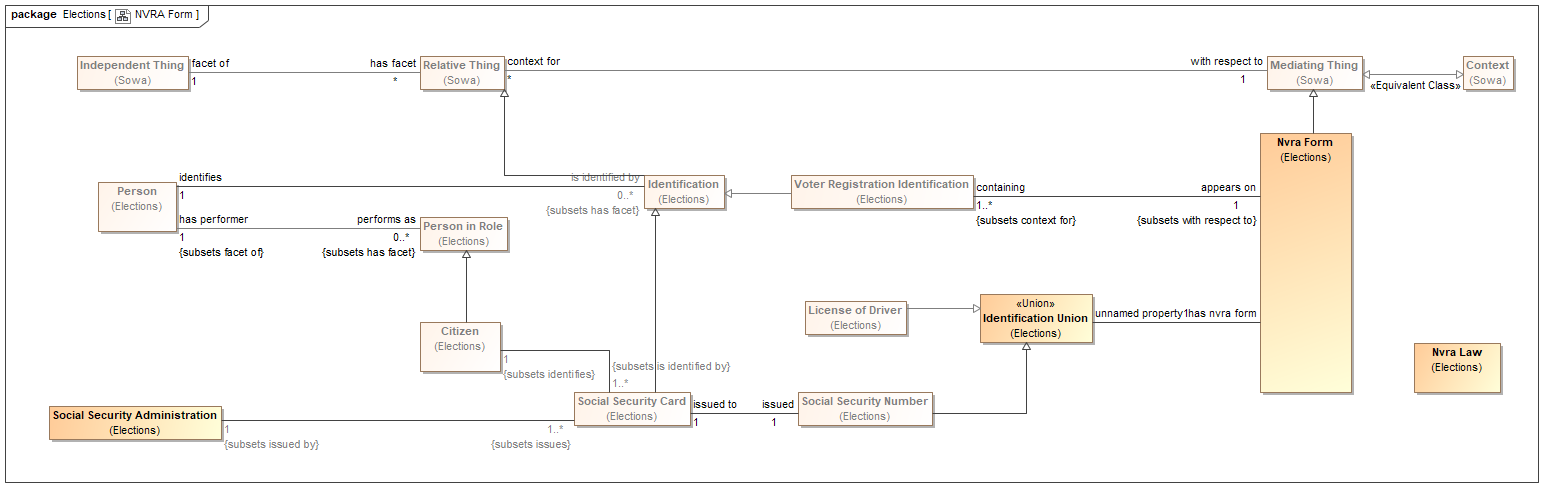 package Elections [ NVRA Form ]
Independent Thing
(Sowa)
facet of
1
has facet
*
Relative Thing
(Sowa)
context for
*
with respect to
1
Mediating Thing
(Sowa)
«Equivalent Class»
Context
(Sowa)
Person
(Elections)
identifies
1
is identified by
0..*
{subsets has facet}
Identification
(Elections)
Voter Registration Identification
(Elections)
containing
1..*
{subsets context for}
appears on
1
{subsets with respect to}
Nvra Form
(Elections)
has performer
1
{subsets facet of}
performs as
0..*
{subsets has facet}
Person in Role
(Elections)
License of Driver
(Elections)
«Union»
Identification Union
(Elections)
unnamed property1
has nvra form
Citizen
(Elections)
1
{subsets identifies}
{subsets is identified by}
1..*
Nvra Law
(Elections)
Social Security Administration
(Elections)
1
{subsets issued by}
1..*
{subsets issues}
Social Security Card
(Elections)
issued to
1
issued
1
Social Security Number
(Elections)